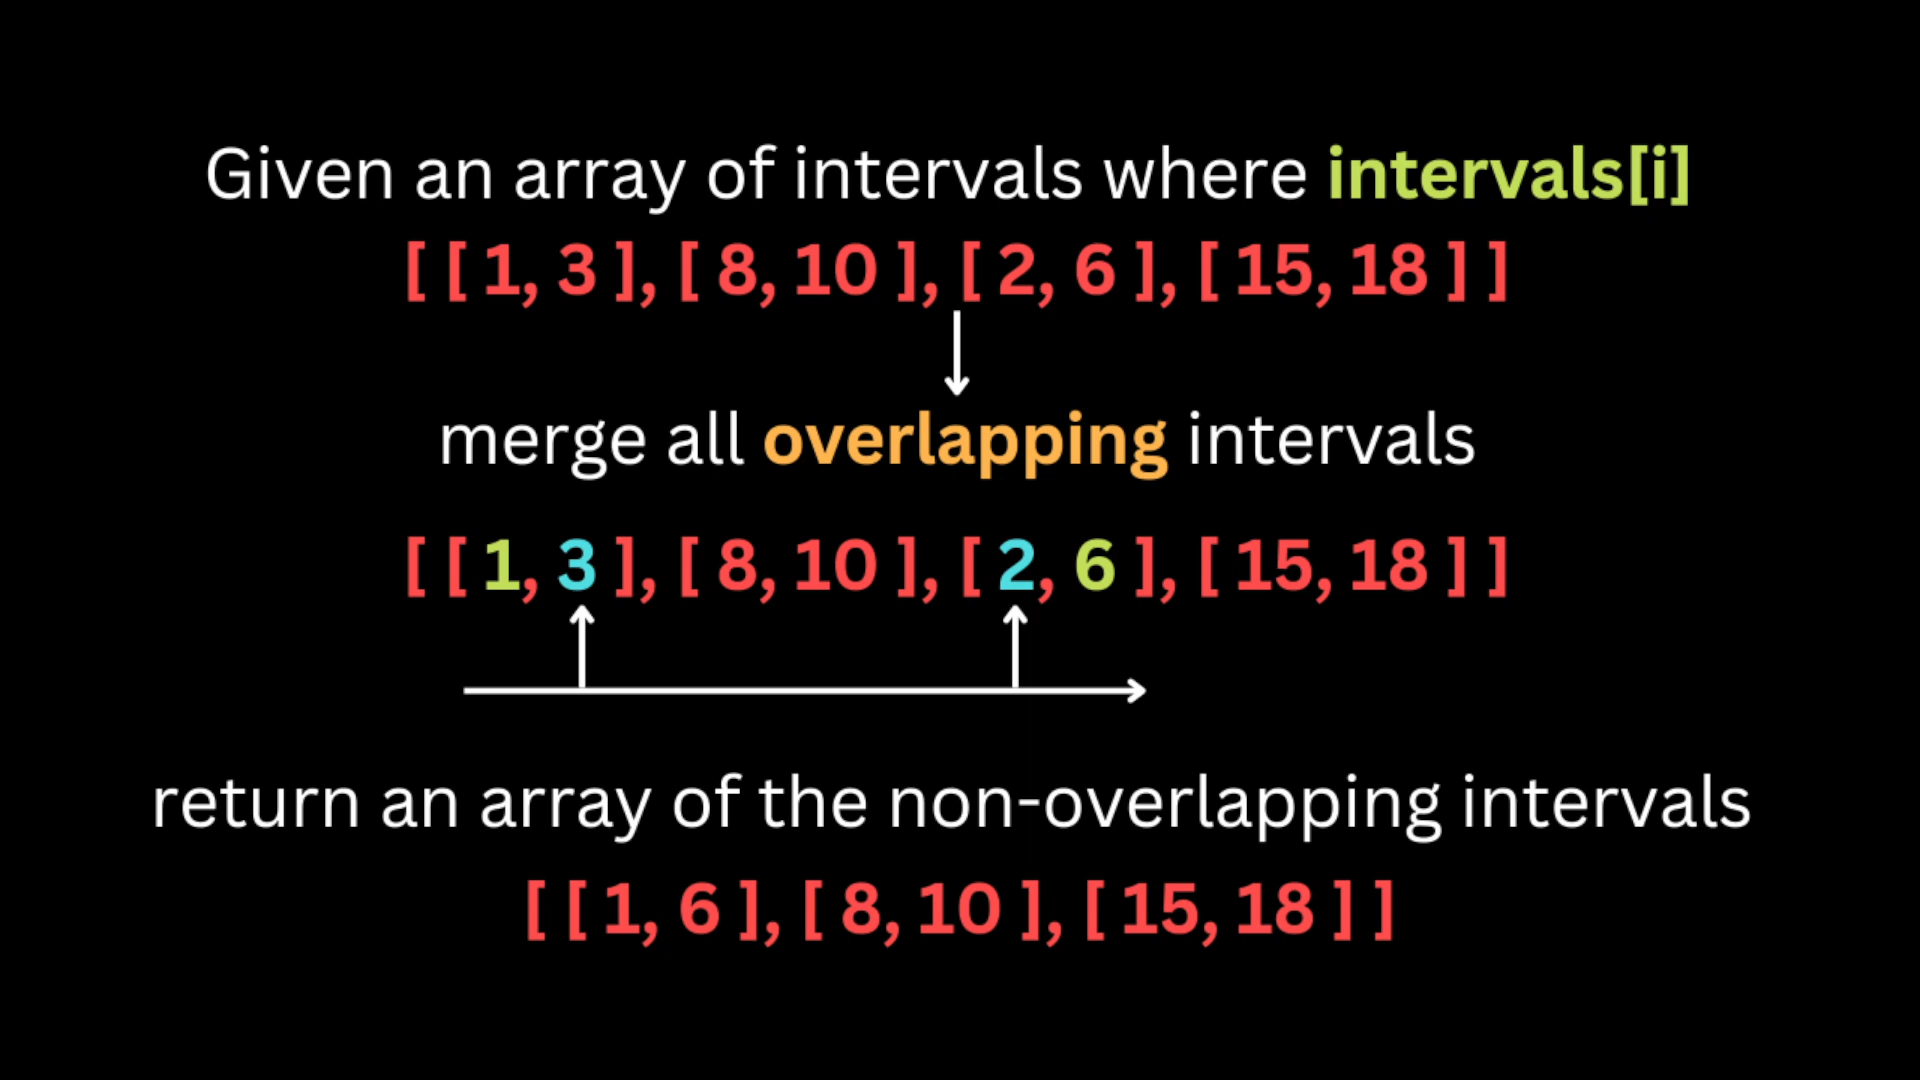 Given an array of intervals where intervals[i]
[ [ 1, 3 ], [ 8, 10 ], [ 2, 6 ], [ 15, 18 ] ]
merge all overlapping intervals
[ [ 1, 3 ], [ 8, 10 ], [ 2, 6 ], [ 15, 18 ] ]
return an array of the non-overlapping intervals
[ [ 1, 6 ], [ 8, 10 ], [ 15, 18 ] ]